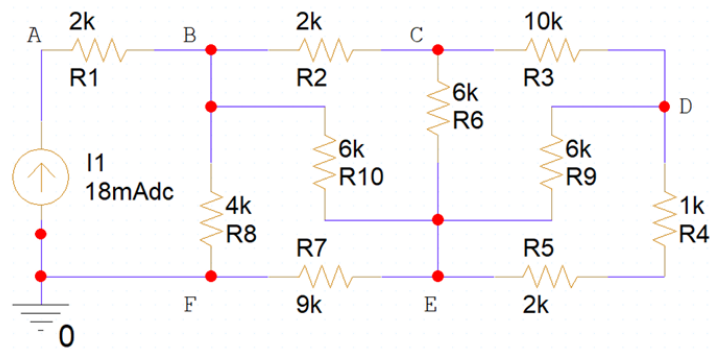 2k 2k 10k
A B C
R1 R2 R3
6k
R6
D
I1
18mAdc
6k
R10
6k
R9
4k
R8
1k
R4
R7 R5
F E
9k 2k
0